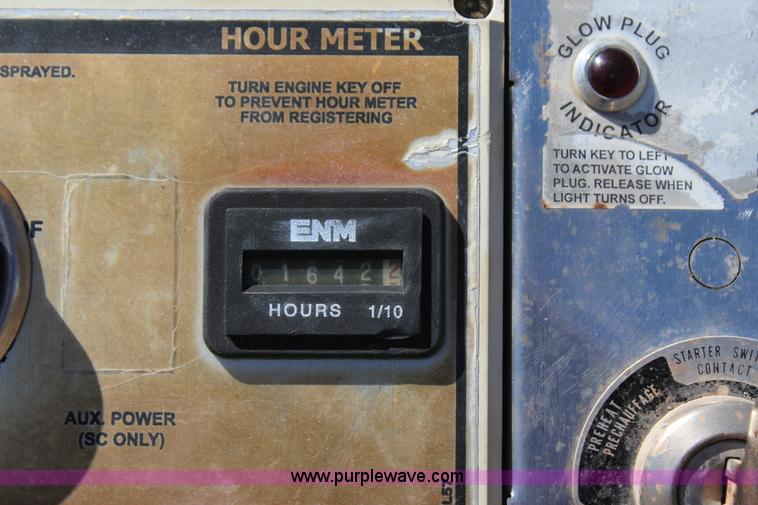 HOUR METER
SPRAYED.
TURN ENGINE KEY OFF
TO PREVENT HOUR METER
FROM REGISTERING
ENM
0 1 6 4 2 2
HOURS 1/10
AUX. POWER
(SC ONLY)
GLOW PLUG
INDICATOR
TURN KEY TO LEFT
TO ACTIVATE GLOW
PLUG. RELEASE WHEN
LIGHT TURNS OFF.
STARTER SWI
CONTACT
PREHEAT
PRECHAUFFAGE
www.purplewave.com